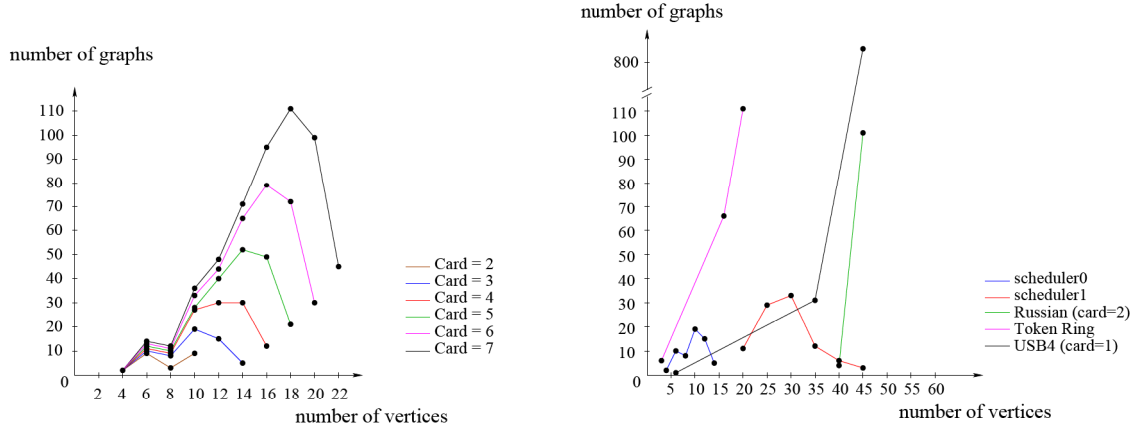 number of graphs
110
100
90
80
70
60
50
40
30
20
10
0
2 4 6 8 10 12 14 16 18 20 22
number of vertices
Card = 2
Card = 3
Card = 4
Card = 5
Card = 6
Card = 7
number of graphs
800
110
100
90
80
70
60
50
40
30
20
10
0
5 10 15 20 25 30 35 40 45 50 55 60
number of vertices
scheduler0
scheduler1
Russian (card=2)
Token Ring
USB4 (card=1)